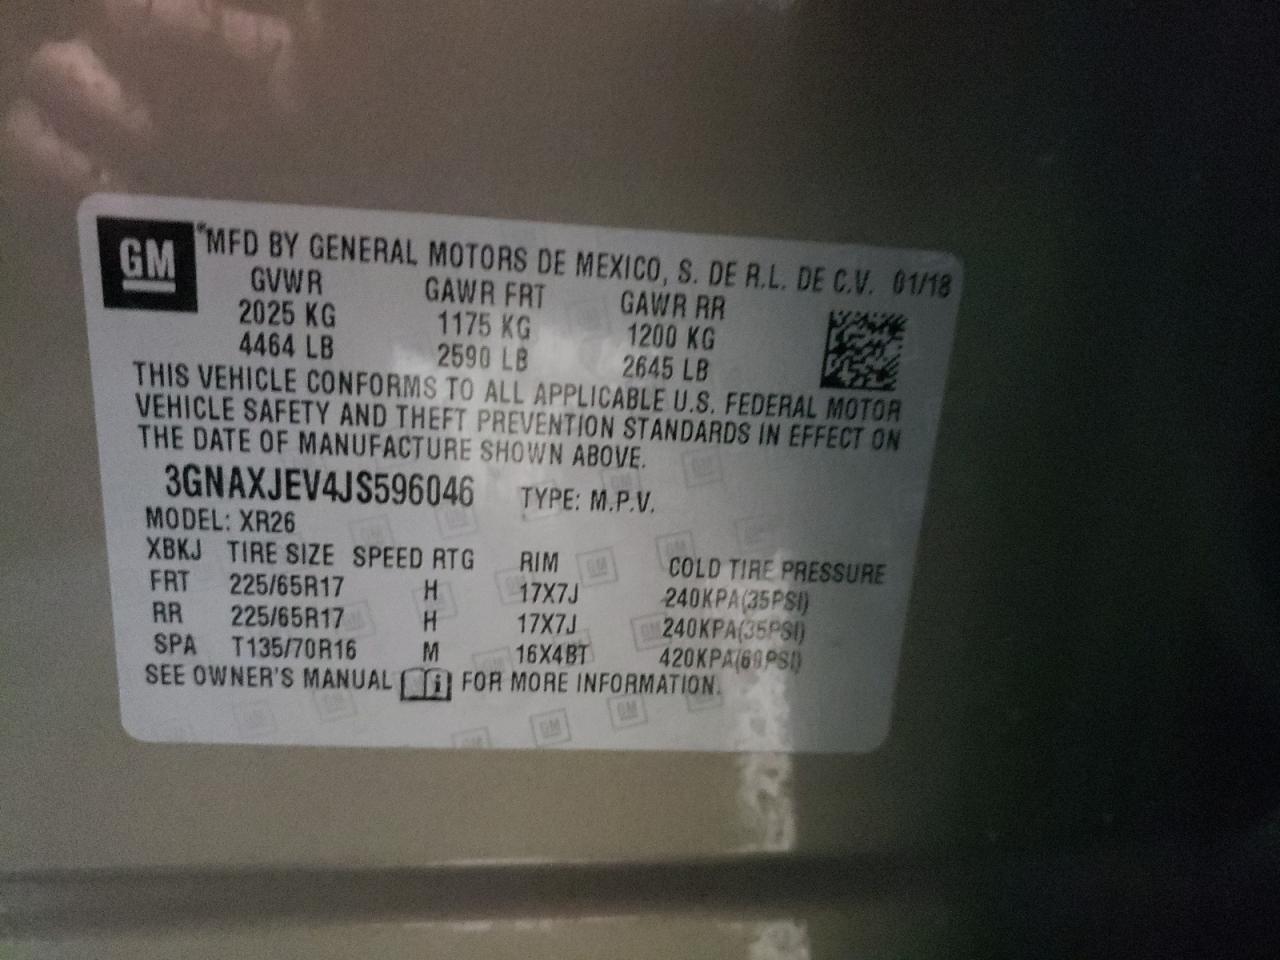 GM
MFD BY GENERAL MOTORS DE MEXICO, S. DE R.L. DE C.V. 01/18
GVWR GAWR FRT GAWR RR
2025 KG 1175 KG 1200 KG
4464 LB 2590 LB 2645 LB
THIS VEHICLE CONFORMS TO ALL APPLICABLE U.S. FEDERAL MOTOR
VEHICLE SAFETY AND THEFT PREVENTION STANDARDS IN EFFECT ON
THE DATE OF MANUFACTURE SHOWN ABOVE.
3GNAXJEV4JS596046 TYPE: M.P.V.
MODEL: XR26
XBKJ TIRE SIZE SPEED RTG RIM COLD TIRE PRESSURE
FRT 225/65R17 H 17X7J 240KPA(35PSI)
RR 225/65R17 H 17X7J 240KPA(35PSI)
SPA T135/70R16 M 16X4BT 420KPA(60PSI)
SEE OWNER'S MANUAL FOR MORE INFORMATION.